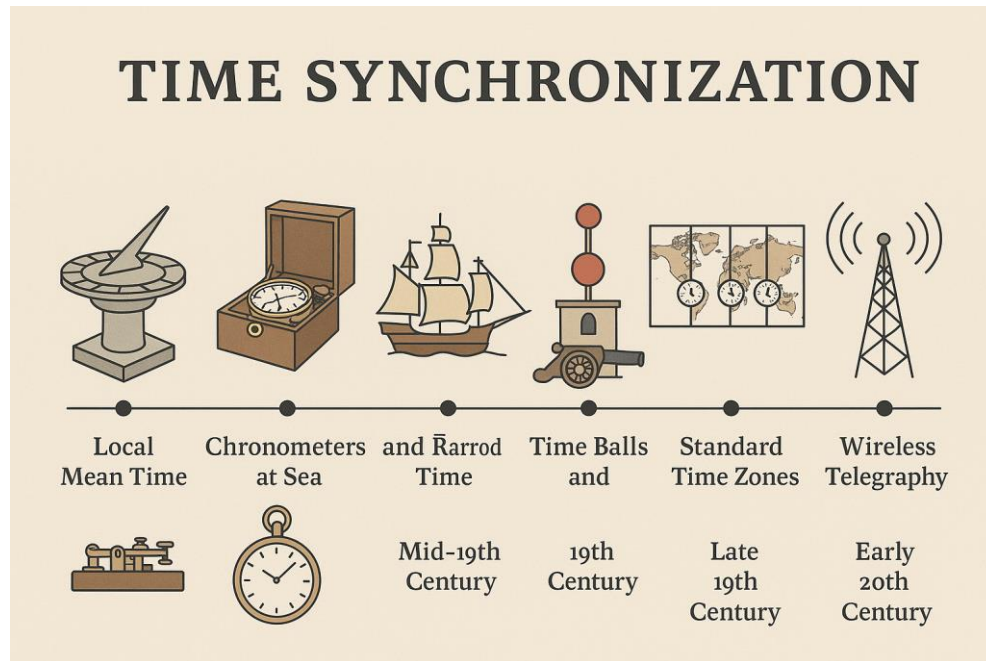 TIME SYNCHRONIZATION
Local
Mean Time
Chronometers
at Sea
and R̄arrod
Time
Time Balls
and
Standard
Time Zones
Wireless
Telegraphy
Mid-19th
Century
19th
Century
Late
19th
Century
Early
20th
Century